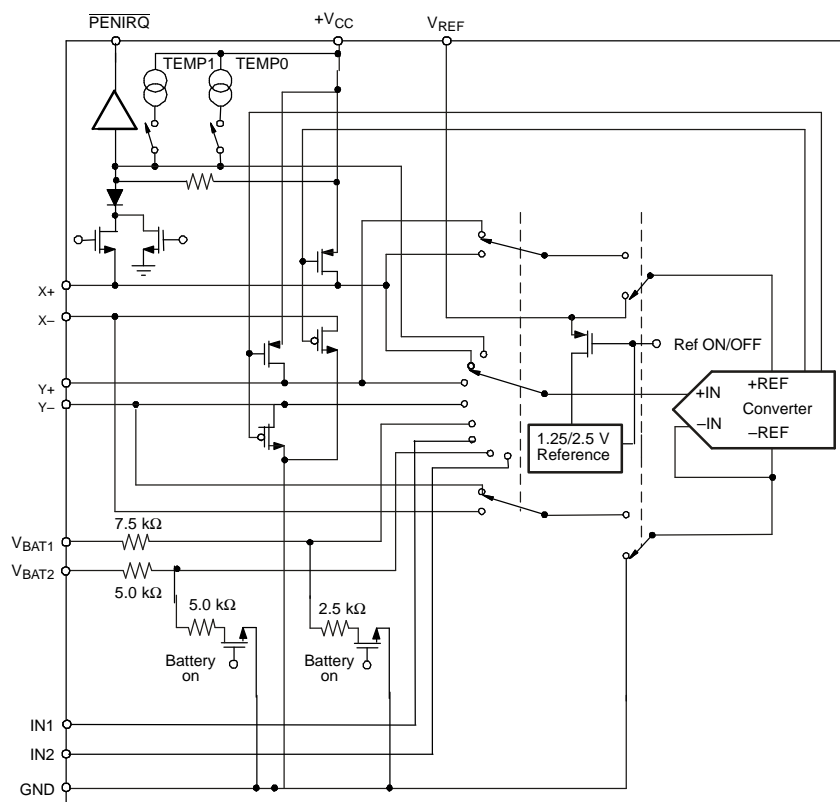 PENIRQ
+VCC
VREF
TEMP1
TEMP0
X+
X−
Y+
Y−
Ref ON/OFF
+REF
+IN
Converter
−IN
−REF
1.25/2.5 V
Reference
7.5 kΩ
VBAT1
VBAT2
5.0 kΩ
5.0 kΩ
2.5 kΩ
Battery
on
Battery
on
IN1
IN2
GND